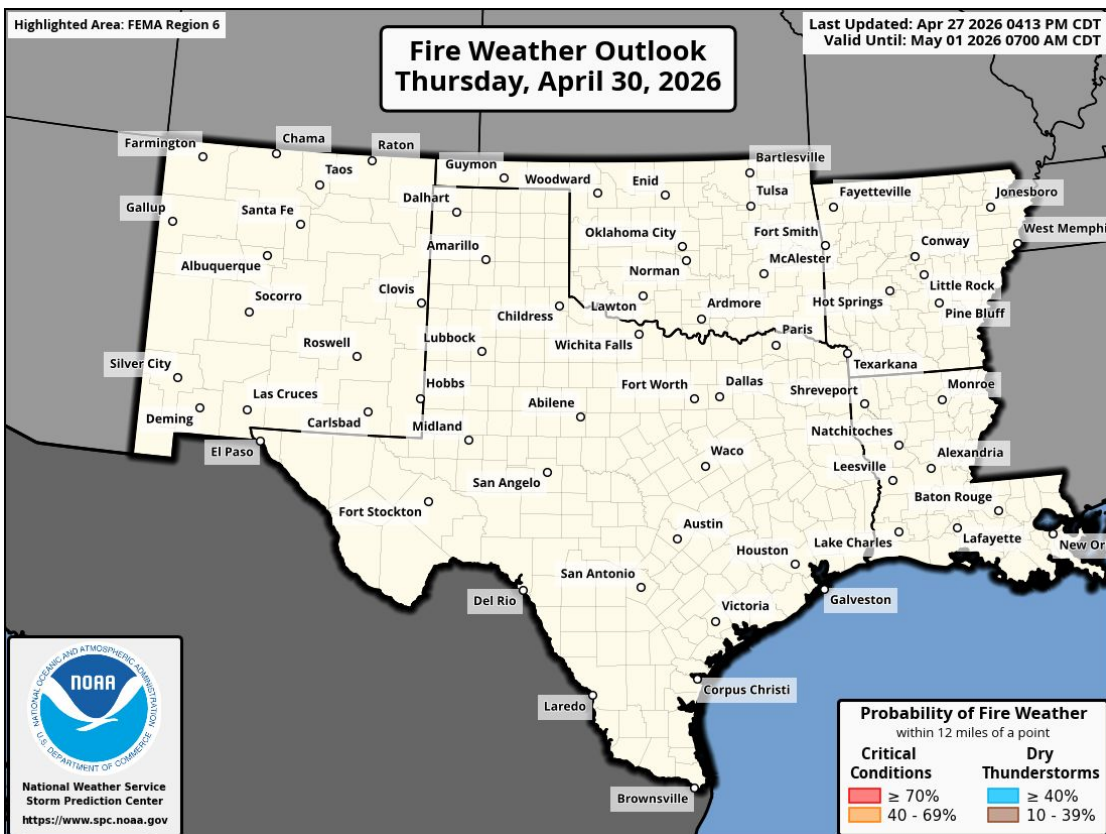 Highlighted Area: FEMA Region 6
Last Updated: Apr 27 2026 0413 PM CDT
Valid Until: May 01 2026 0700 AM CDT
Fire Weather Outlook
Thursday, April 30, 2026
Farmington
Chama
Raton
Taos
Guymon
Woodward
Enid
Bartlesville
Tulsa
Fayetteville
Jonesboro
Gallup
Santa Fe
Dalhart
Amarillo
Oklahoma City
Fort Smith
Conway
West Memphi
Albuquerque
Norman
McAlester
Little Rock
Socorro
Clovis
Childress
Lawton
Ardmore
Hot Springs
Pine Bluff
Roswell
Lubbock
Wichita Falls
Paris
Texarkana
Silver City
Las Cruces
Hobbs
Fort Worth
Dallas
Shreveport
Monroe
Deming
Carlsbad
Midland
Abilene
Natchitoches
El Paso
San Angelo
Waco
Leesville
Alexandria
Fort Stockton
Austin
Baton Rouge
Houston
Lake Charles
Lafayette
New Or
Del Rio
San Antonio
Victoria
Galveston
Laredo
Corpus Christi
Brownsville
NATIONAL OCEANIC AND ATMOSPHERIC ADMINISTRATION
NOAA
U.S. DEPARTMENT OF COMMERCE
National Weather Service
Storm Prediction Center
https://www.spc.noaa.gov
Probability of Fire Weather
within 12 miles of a point
Critical Conditions
Dry Thunderstorms
≥ 70%
≥ 40%
40 - 69%
10 - 39%